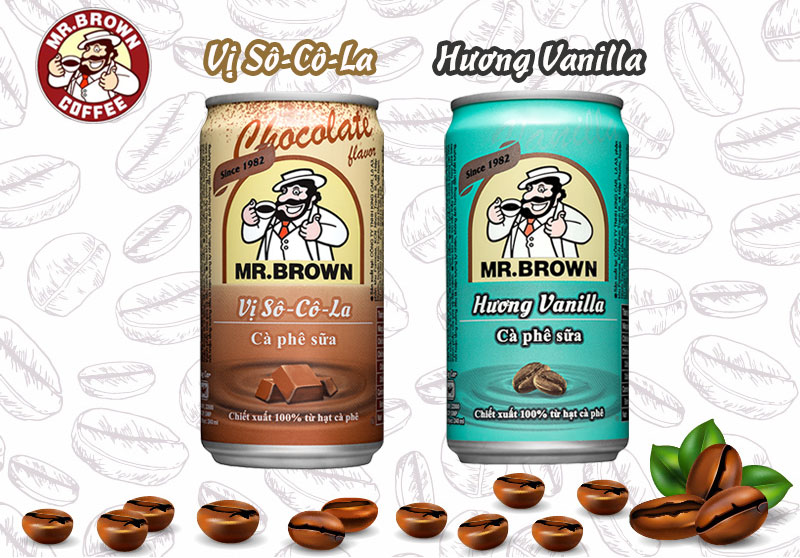 MR.BROWN
COFFEE
Vị Sô-Cô-La
Hương Vanilla
Chocolate
flavor
Since 1982
MR.BROWN
Vị Sô-Cô-La
Cà phê sữa
Chiết xuất 100% từ hạt cà phê
Since 1982
MR.BROWN
Hương Vanilla
Cà phê sữa
Chiết xuất 100% từ hạt cà phê